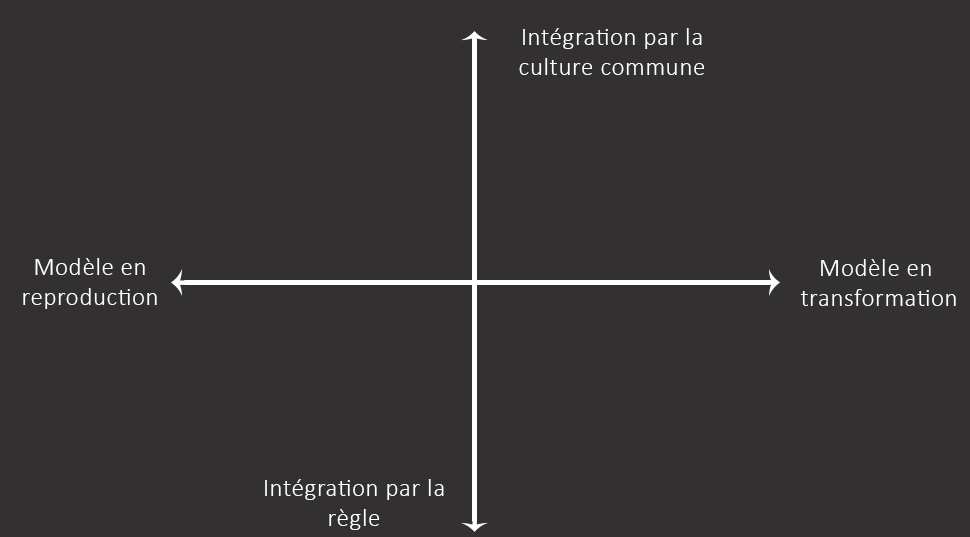 Intégration par la
culture commune
Modèle en
reproduction
Modèle en
transformation
Intégration par la
règle